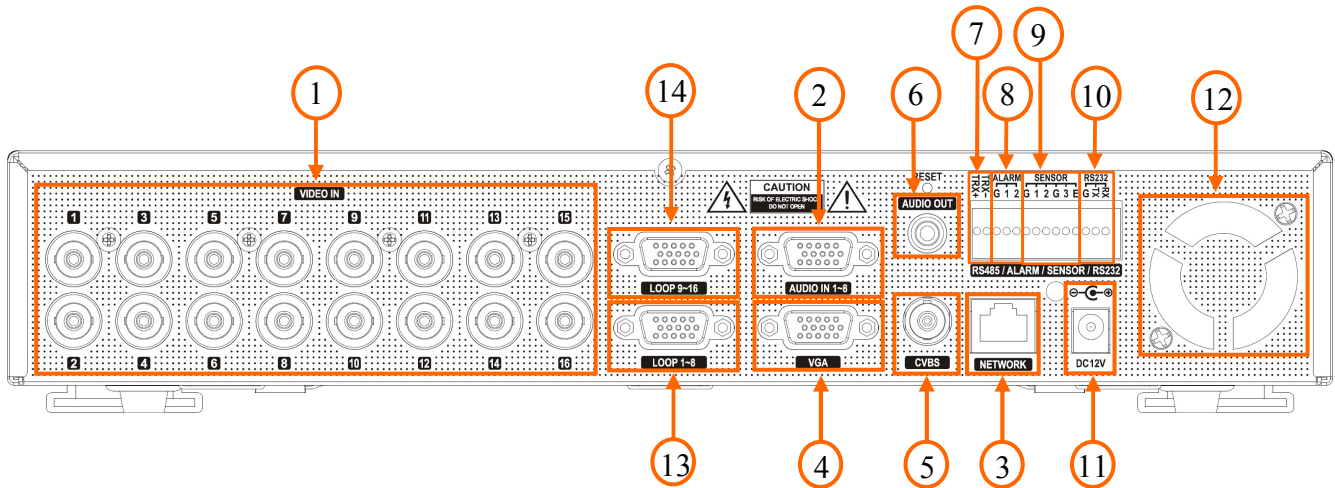 7 9
14 2 6 8 10 12
1
RESET
VIDEO IN
CAUTION
RISK OF ELECTRIC SHOCK
DO NOT OPEN
AUDIO OUT
TRX+ TRX- ALARM SENSOR RS232
G 1 2 G 1 2 G 3 E G TX RX
1 3 5 7 9 11 13 15
LOOP 9~16 AUDIO IN 1~8
RS485 / ALARM / SENSOR / RS232
2 4 6 8 10 12 14 16
LOOP 1~8 VGA CVBS NETWORK DC12V
13 4 5 3 11